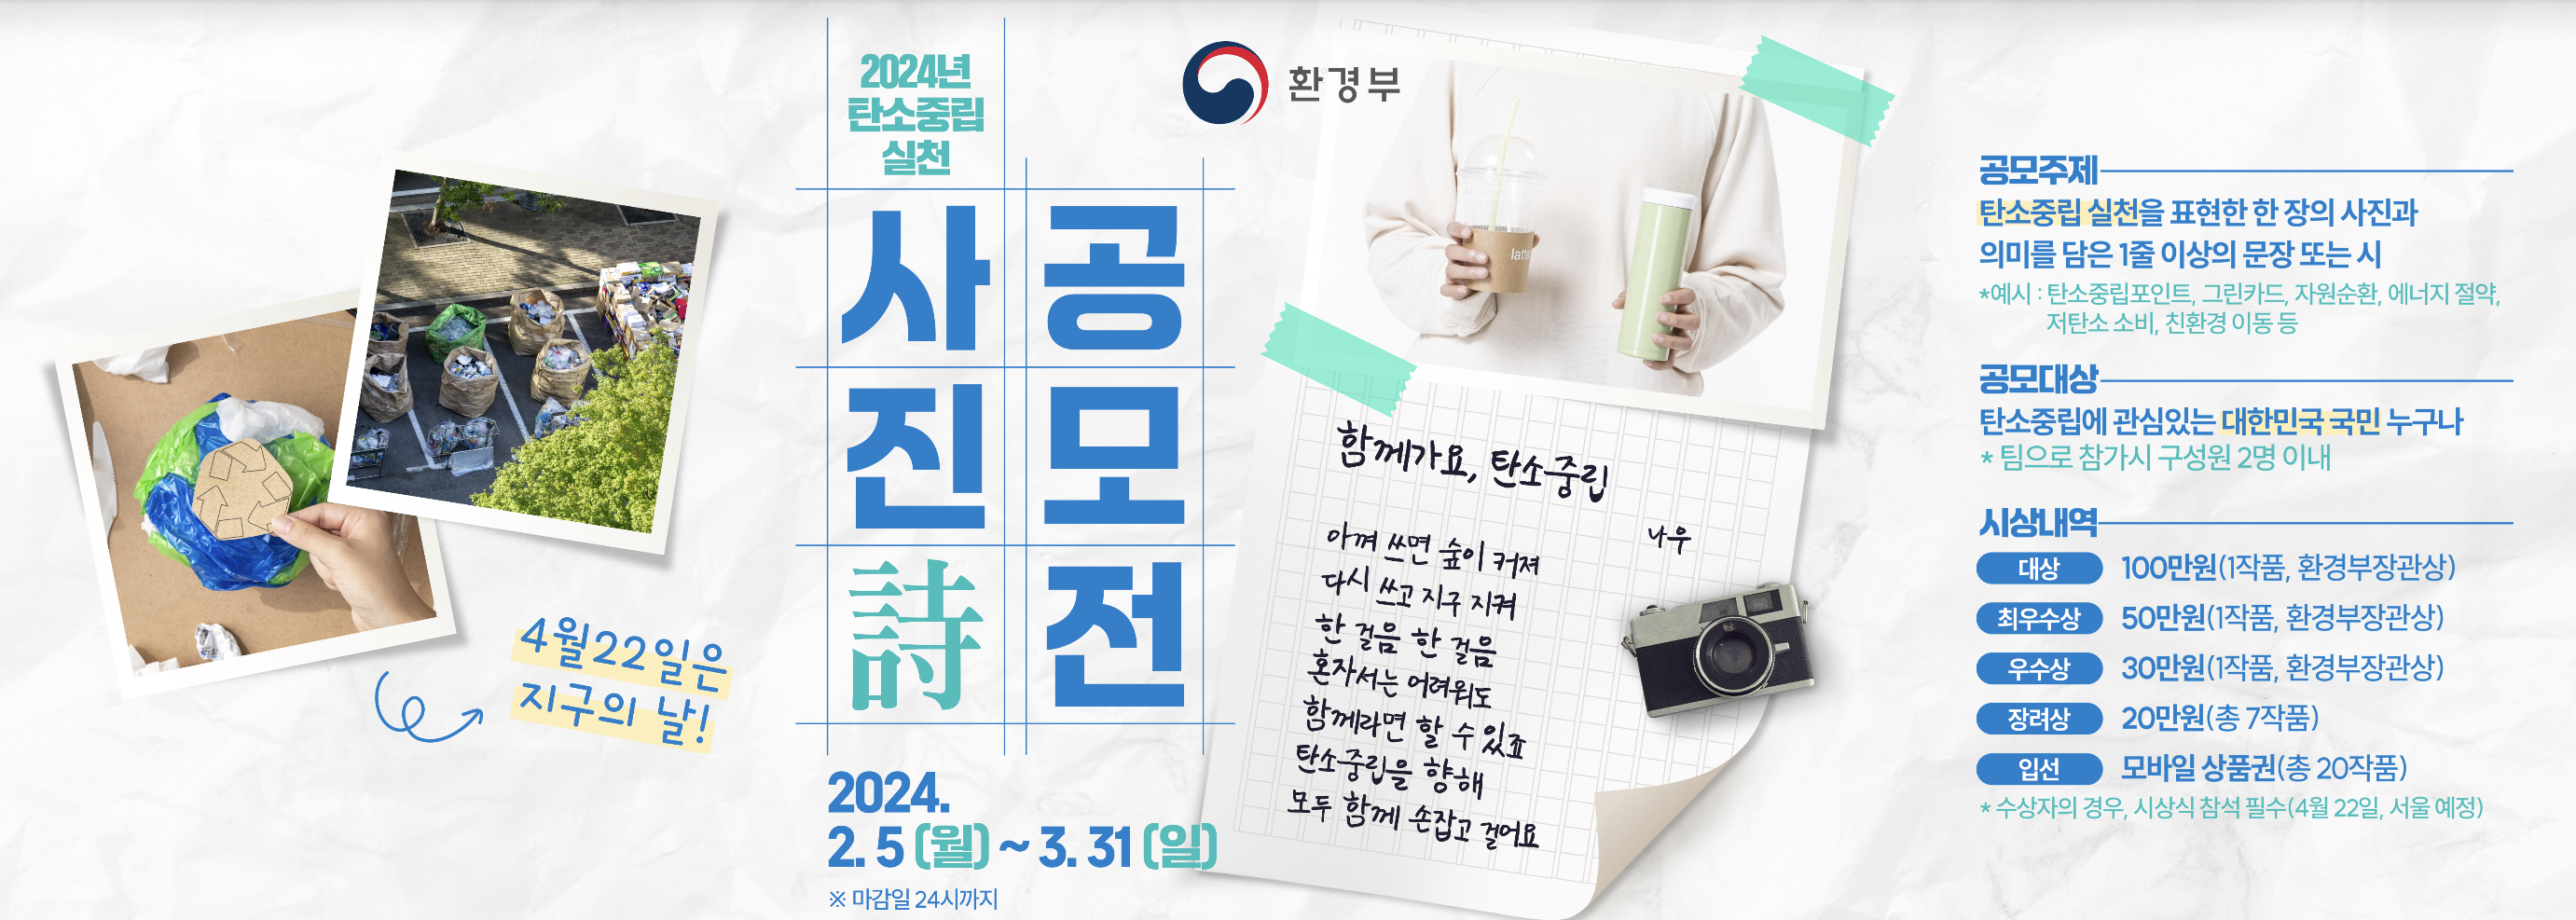 2024년
탄소중립
실천
사진詩
공모전
2024.
2. 5 (월) ~ 3. 31 (일)
※ 마감일 24시까지
4월22일은
지구의 날!
환경부
latte
함께가요, 탄소중립
나우
아껴 쓰면 숲이 커져
다시 쓰고 지구 지켜
한 걸음 한 걸음
혼자서는 어려워도
함께라면 할 수 있죠
탄소중립을 향해
모두 함께 손잡고 걸어요
공모주제
탄소중립 실천을 표현한 한 장의 사진과
의미를 담은 1줄 이상의 문장 또는 시
*예시 : 탄소중립포인트, 그린카드, 자원순환, 에너지 절약,
저탄소 소비, 친환경 이동 등
공모대상
탄소중립에 관심있는 대한민국 국민 누구나
* 팀으로 참가시 구성원 2명 이내
시상내역
대상 100만원(1작품, 환경부장관상)
최우수상 50만원(1작품, 환경부장관상)
우수상 30만원(1작품, 환경부장관상)
장려상 20만원(총 7작품)
입선 모바일 상품권(총 20작품)
* 수상자의 경우, 시상식 참석 필수(4월 22일, 서울 예정)